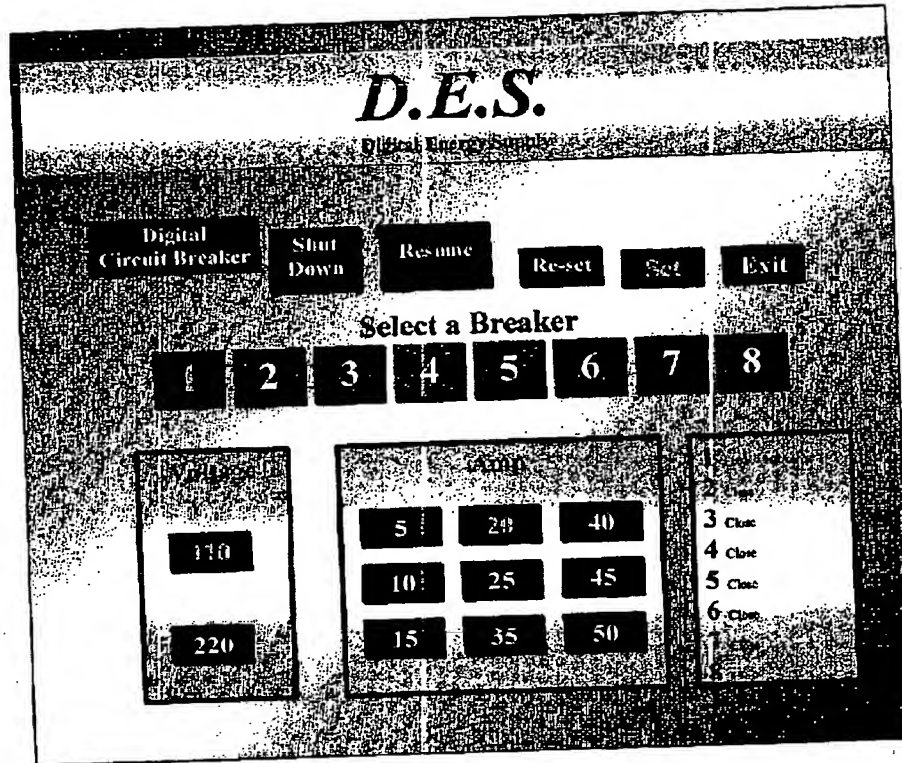 D.E.S.
Digital Energy Supply
Digital
Circuit Breaker
Shut
Down
Resume
Re-set
Set
Exit
Select a Breaker
1 2 3 4 5 6 7 8
Amp
110
220
5 20 40
10 25 45
15 35 50
1
2
3 Close
4 Close
5 Close
6 Close